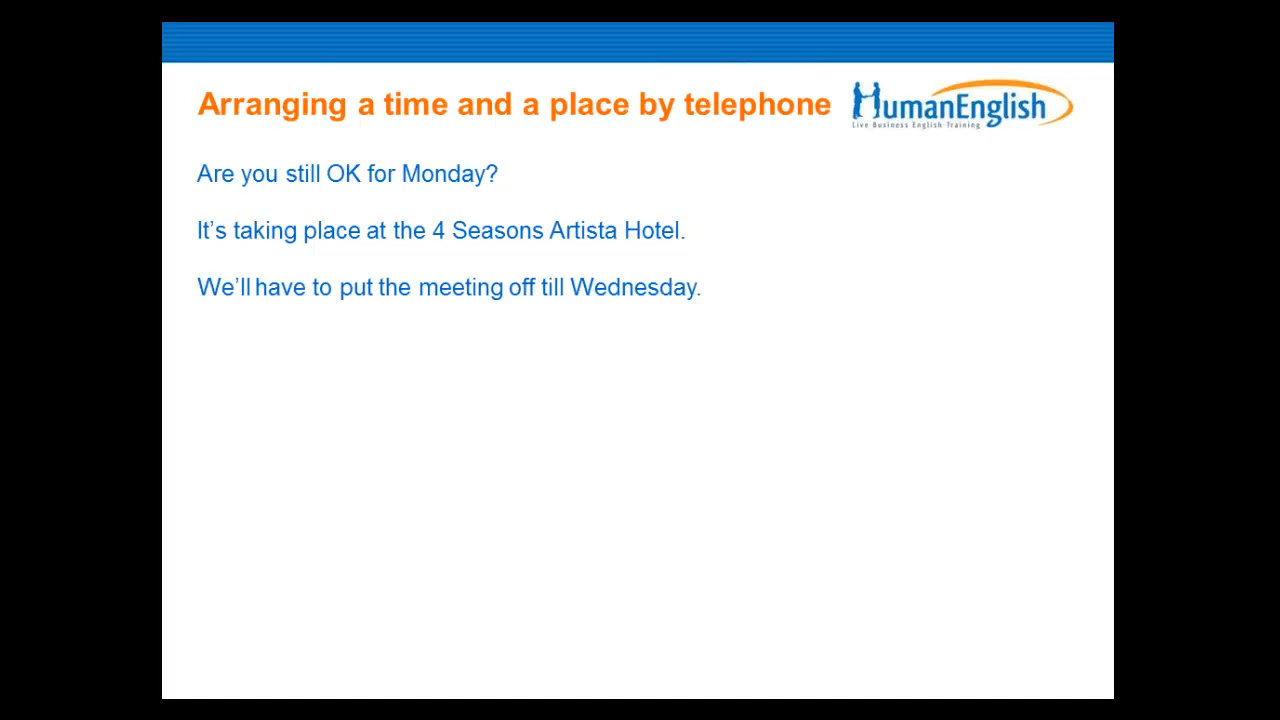 Arranging a time and a place by telephone
HumanEnglish
Live Business English Training
Are you still OK for Monday?
It’s taking place at the 4 Seasons Artista Hotel.
We’ll have to put the meeting off till Wednesday.